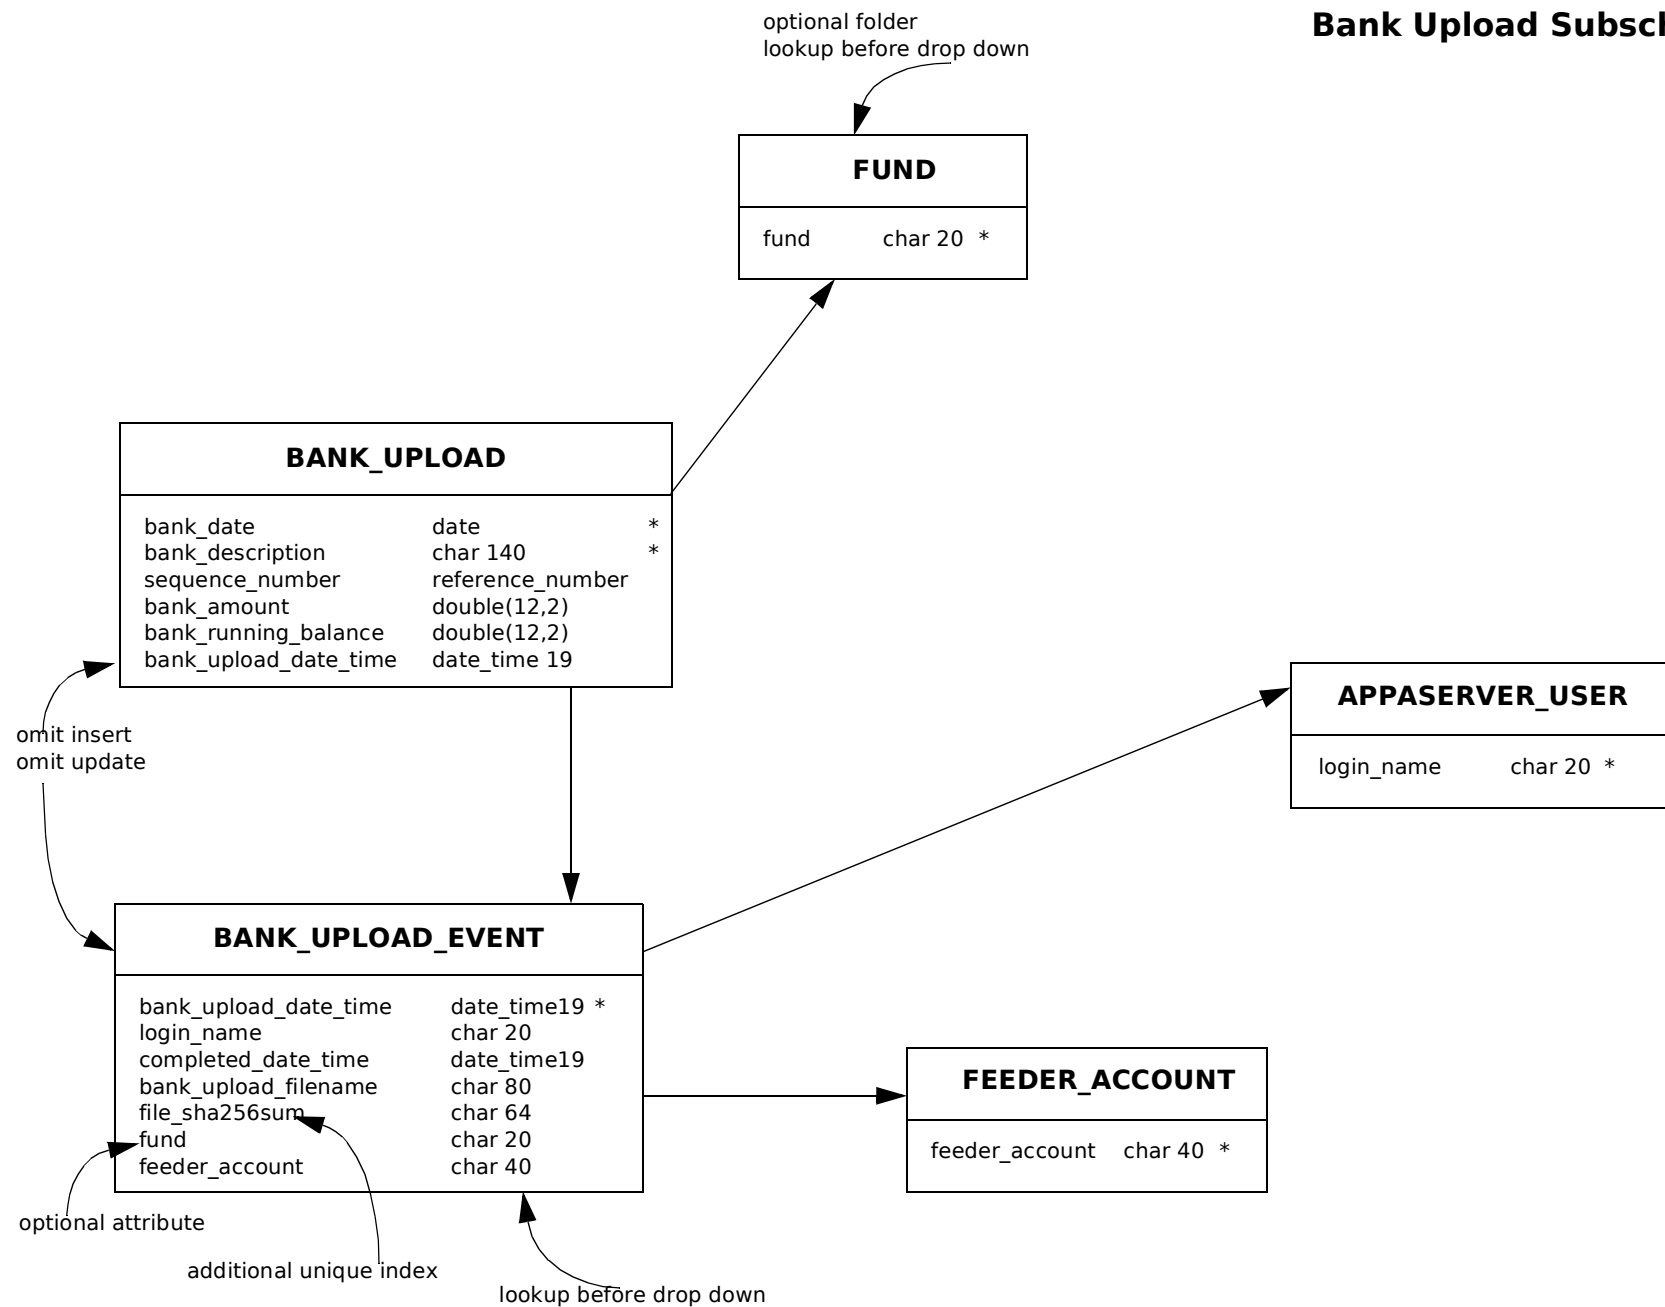 optional folder
lookup before drop down
Bank Upload Subsc
FUND
fund char 20 *
BANK_UPLOAD
bank_date date *
bank_description char 140 *
sequence_number reference_number
bank_amount double(12,2)
bank_running_balance double(12,2)
bank_upload_date_time date_time 19
omit insert
omit update
APPASERVER_USER
login_name char 20 *
BANK_UPLOAD_EVENT
bank_upload_date_time date_time19 *
login_name char 20
completed_date_time date_time19
bank_upload_filename char 80
file_sha256sum char 64
fund char 20
feeder_account char 40
FEEDER_ACCOUNT
feeder_account char 40 *
optional attribute
additional unique index
lookup before drop down